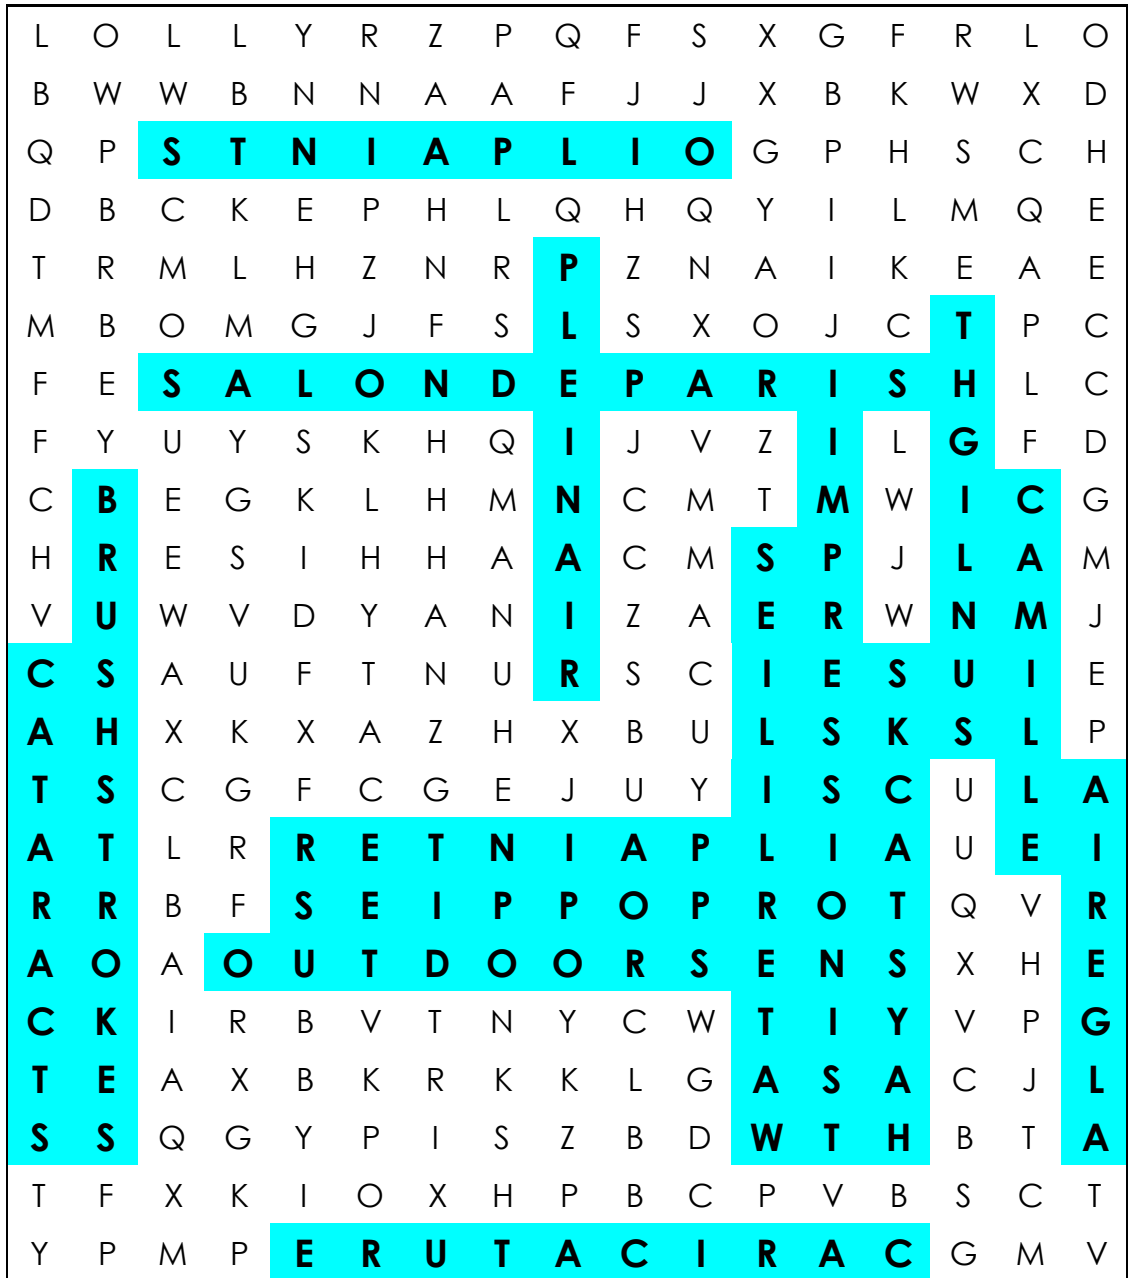 L O L L Y R Z P Q F S X G F R L O
B W W B N N A A F J J X B K W X D
Q P S T N I A P L I O G P H S C H
D B C K E P H L Q H Q Y I L M Q E
T R M L H Z N R P Z N A I K E A E
M B O M G J F S L S X O J C T P C
F E S A L O N D E P A R I S H L C
F Y U Y S K H Q I J V Z I L G F D
C B E G K L H M N C M T M W I C G
H R E S I H H A A C M S P J L A M
V U W V D Y A N I Z A E R W N M J
C S A U F T N U R S C I E S U I E
A H X K X A Z H X B U L S K S L P
T S C G F C G E J U Y I S C U L A
A T L R R E T N I A P L I A U E I
R R B F S E I P P O P R O T Q V R
A O A O U T D O O R S E N S X H E
C K I R B V T N Y C W T I Y V P G
T E A X B K R K K L G A S A C J L
S S Q G Y P I S Z B D W T H B T A
T F X K I O X H P B C P V B S C T
Y P M P E R U T A C I R A C G M V